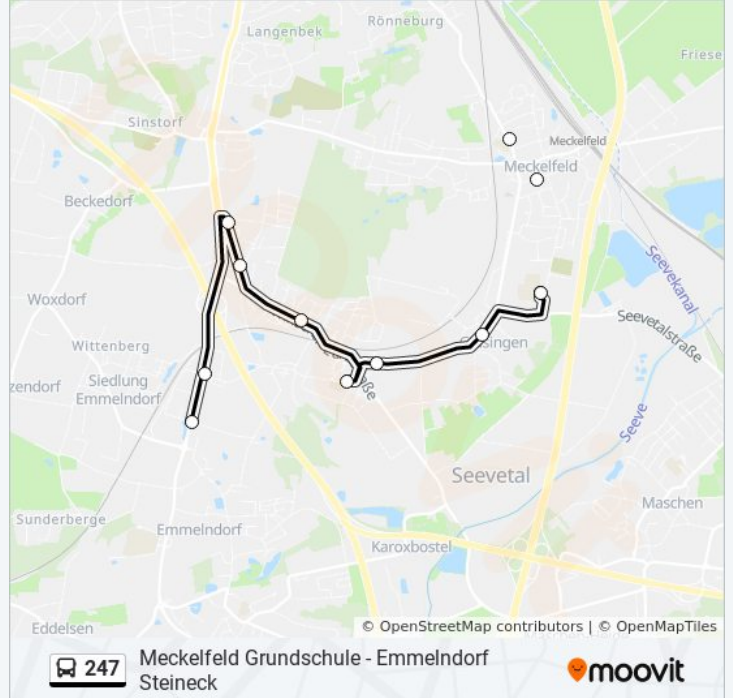 Rönneburg
Langenbek
Friese
Sinstorf
Meckelfeld
Meckelfeld
Beckedorf
Seevekanal
Woxdorf
Seevetalstraße
Wittenberg
singen
zendorf
Siedlung
Emmelndorf
Seeve
Seevetal
Maschen
Sunderberge
Emmelndorf
Karoxbostel
Eddelsen
© OpenStreetMap contributors | © OpenMapTiles
247
Meckelfeld Grundschule - Emmelndorf
Steineck
moovit